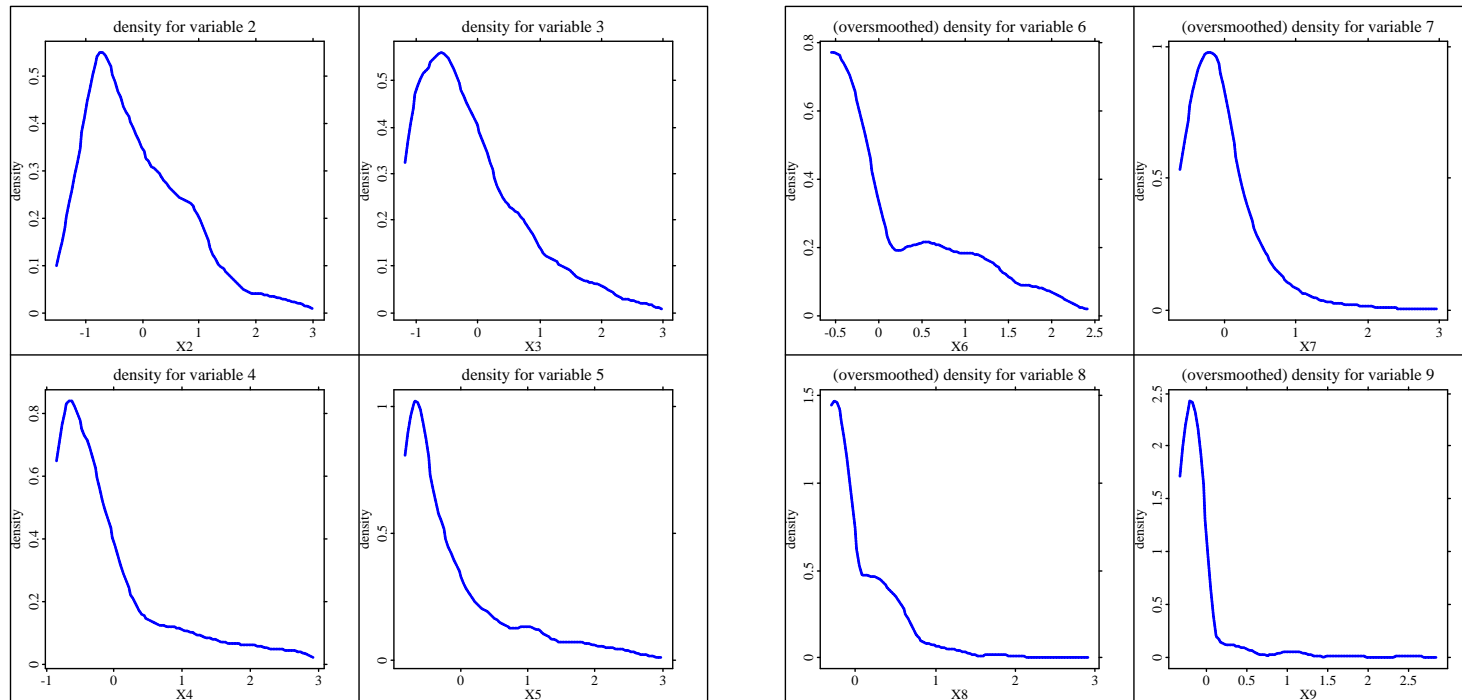 density for variable 2
density
0 0.1 0.2 0.3 0.4 0.5
-1 0 1 2 3
X2
density for variable 3
density
0 0.1 0.2 0.3 0.4 0.5
-1 0 1 2 3
X3
density for variable 4
density
0 0.2 0.4 0.6 0.8
-1 0 1 2 3
X4
density for variable 5
density
0 0.5 1
0 1 2 3
X5
(oversmoothed) density for variable 6
density
0 0.2 0.4 0.6 0.8
-0.5 0 0.5 1 1.5 2 2.5
X6
(oversmoothed) density for variable 7
density
0 0.5 1
0 1 2 3
X7
(oversmoothed) density for variable 8
density
0 0.5 1 1.5
0 1 2 3
X8
(oversmoothed) density for variable 9
density
0 0.5 1 1.5 2 2.5
0 0.5 1 1.5 2 2.5
X9